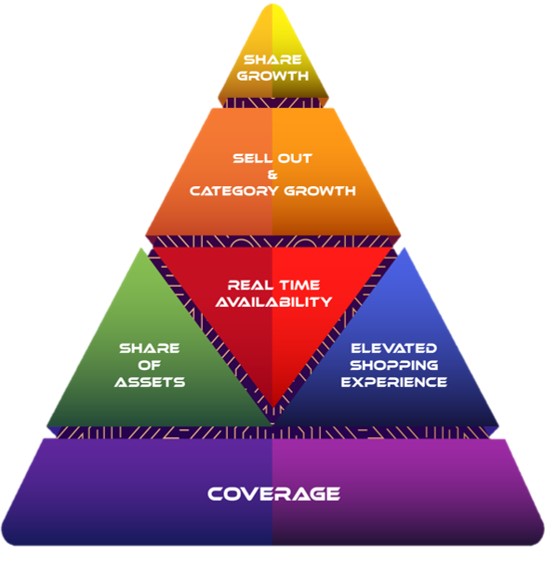 SHARE
GROWTH
SELL OUT
&
CATEGORY GROWTH
REAL TIME
AVAILABILITY
SHARE
OF
ASSETS
ELEVATED
SHOPPING
EXPERIENCE
COVERAGE